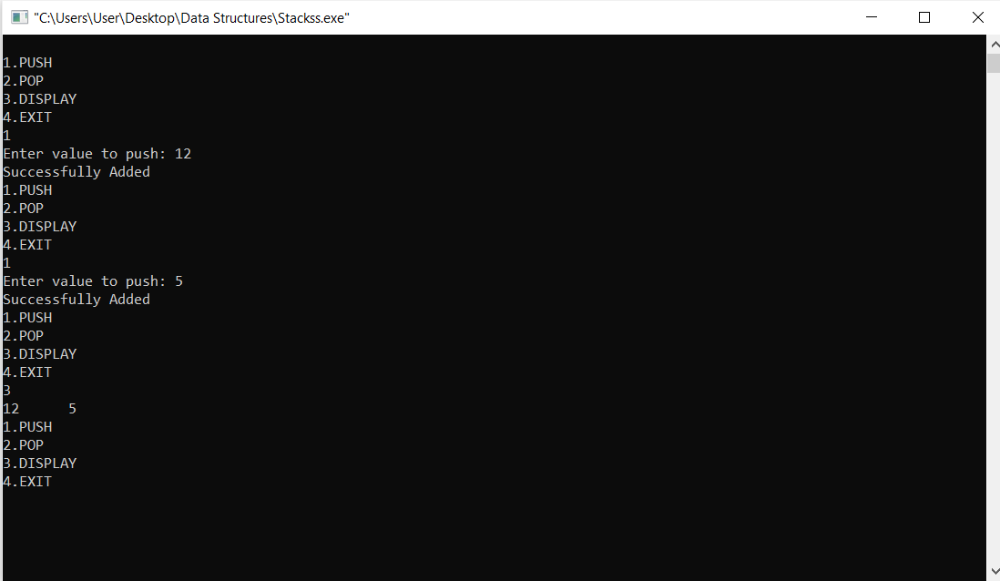 "C:\Users\User\Desktop\Data Structures\Stackss.exe"
1.PUSH
2.POP
3.DISPLAY
4.EXIT
1
Enter value to push: 12
Successfully Added
1.PUSH
2.POP
3.DISPLAY
4.EXIT
1
Enter value to push: 5
Successfully Added
1.PUSH
2.POP
3.DISPLAY
4.EXIT
3
12      5
1.PUSH
2.POP
3.DISPLAY
4.EXIT